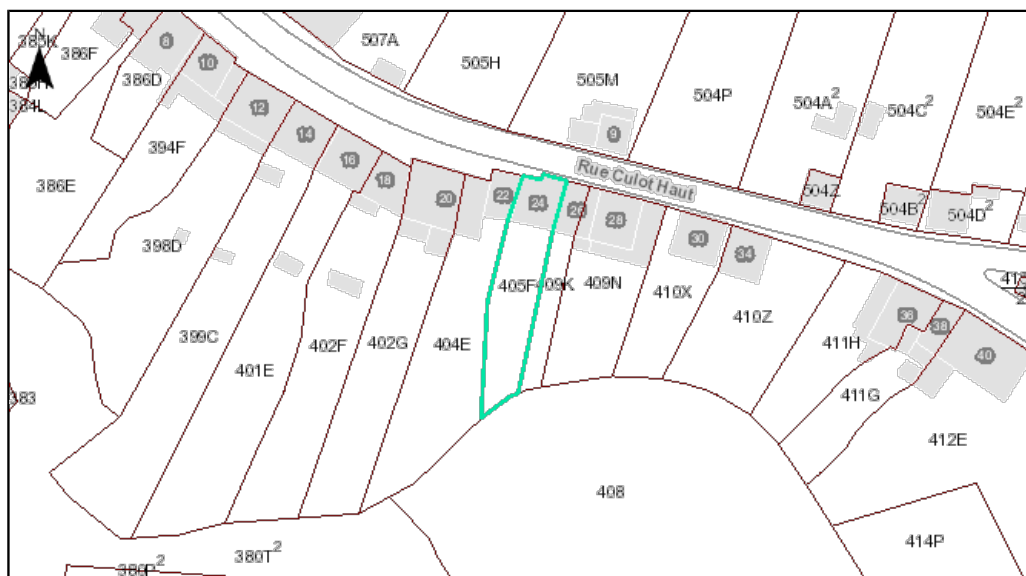 N
385K
386F
8
10
507A
505H
505M
504P
504A²
504C²
504E²
386D
12
14
16
18
9
Rue Culot Haut
504Z
504B²
504D²
394F
386E
20
22
24
26
28
30
34
398D
405F
409K
409N
410X
410Z
399C
401E
402F
402G
404E
411H
36
38
40
411G
383
412E
408
414P
380T²
380P²